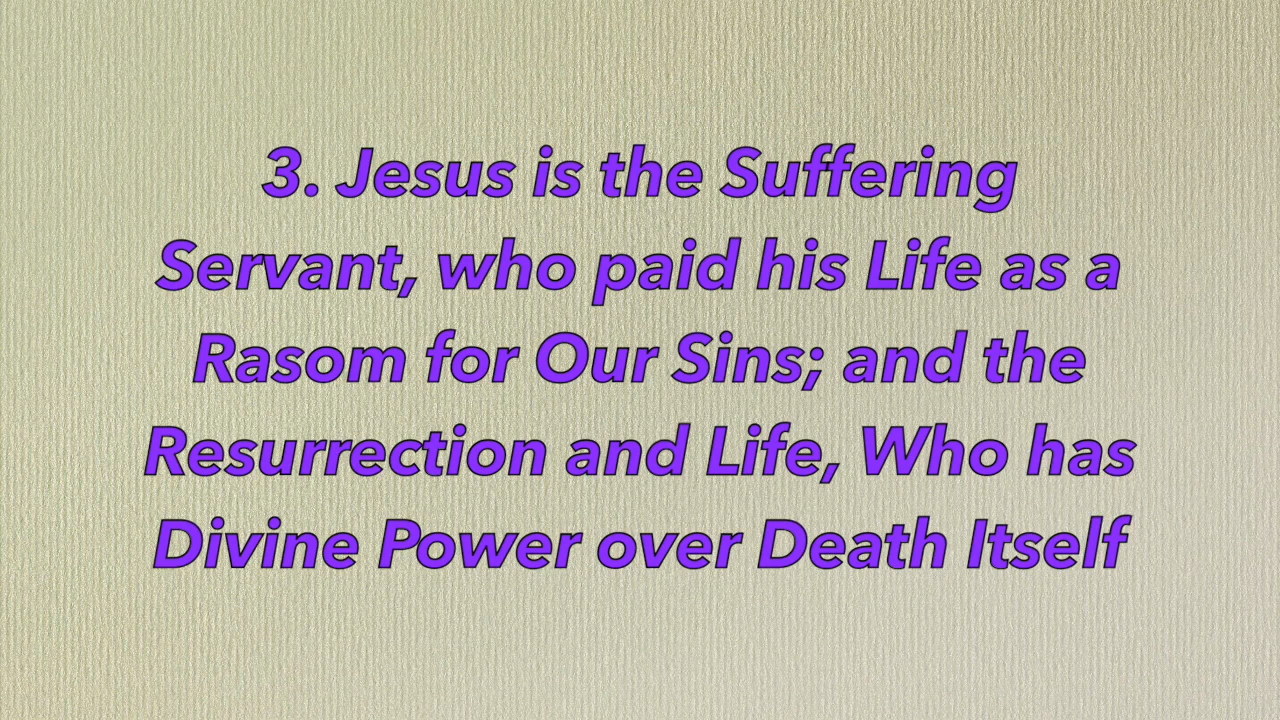 3. Jesus is the Suffering
Servant, who paid his Life as a
Rasom for Our Sins; and the
Resurrection and Life, Who has
Divine Power over Death Itself